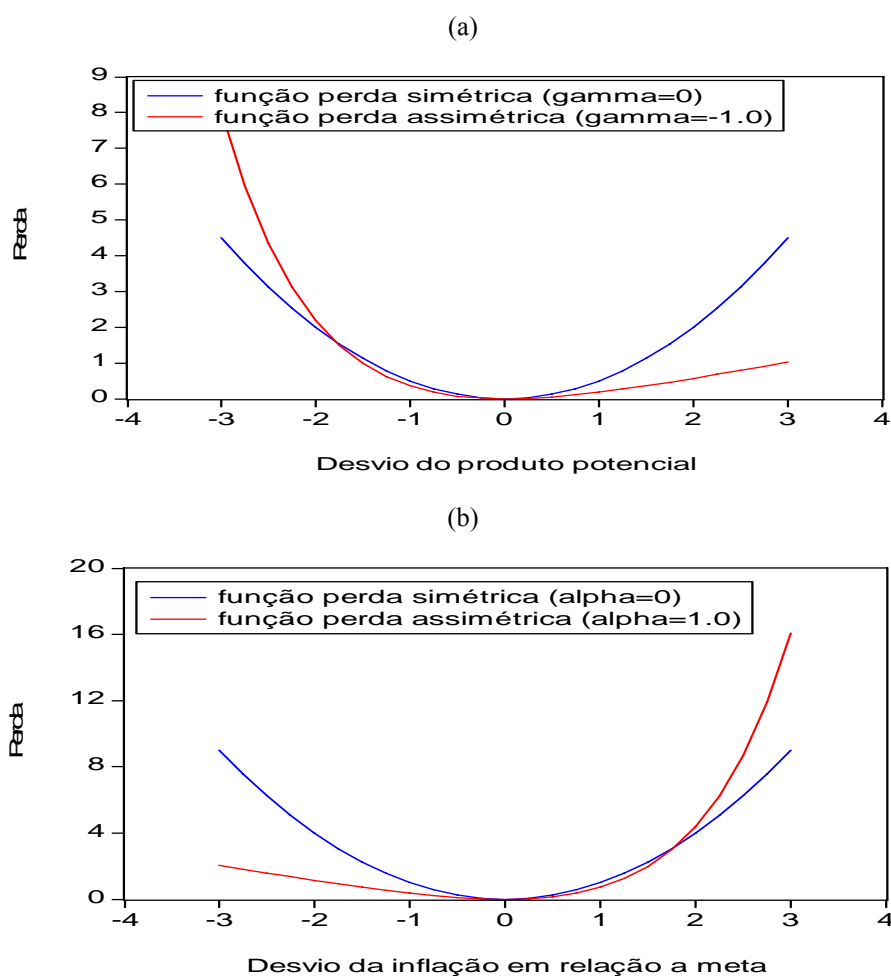 (a)
9
8
7
6
5
4
3
2
1
0
função perda simétrica (gamma=0)
função perda assimétrica (gamma=-1.0)
Perda
-4 -3 -2 -1 0 1 2 3 4
Desvio do produto potencial
(b)
20
16
12
8
4
0
função perda simétrica (alpha=0)
função perda assimétrica (alpha=1.0)
Perda
-4 -3 -2 -1 0 1 2 3 4
Desvio da inflação em relação a meta